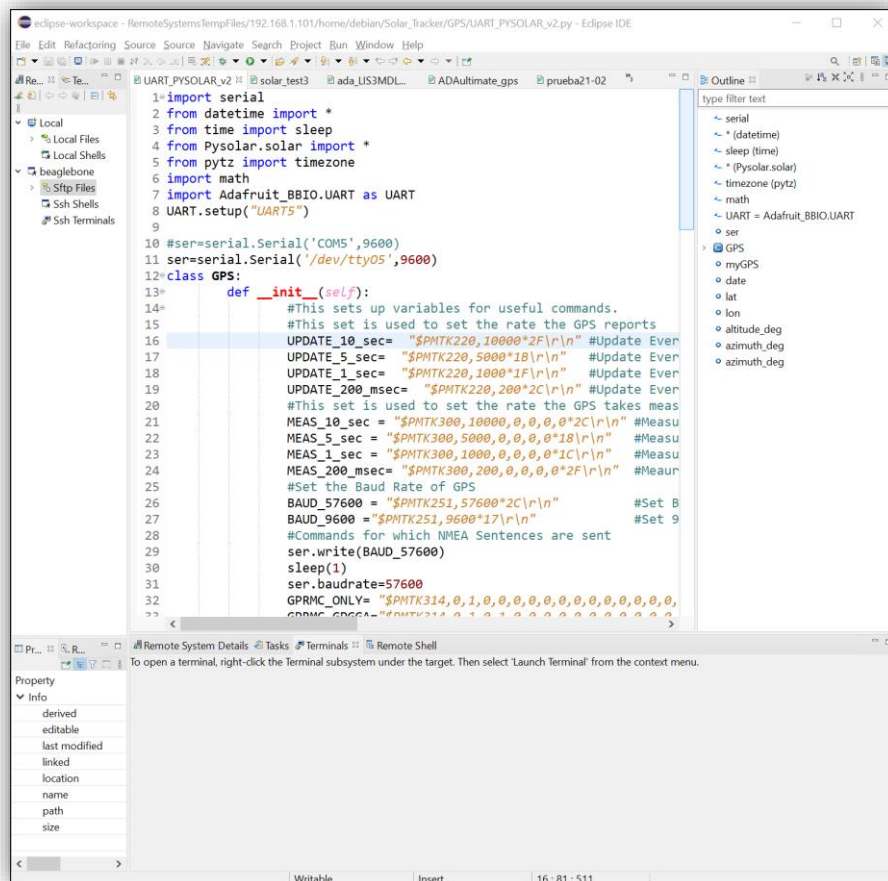 eclipse-workspace - RemoteSystemsTempFiles/192.168.1.101/home/debian/Solar_Tracker/GPS/UART_PYSOLAR_v2.py - Eclipse IDE
File Edit Refactoring Source Source Navigate Search Project Run Window Help
Re... Te...
Local
Local Files
Local Shells
beaglebone
Sftp Files
Ssh Shells
Ssh Terminals
UART_PYSOLAR_v2 solar_test3 ada_LIS3MDL... ADAultimate_gps prueba21-02
1 import serial
2 from datetime import *
3 from time import sleep
4 from Pysolar.solar import *
5 from pytz import timezone
6 import math
7 import Adafruit_BBIO.UART as UART
8 UART.setup("UART5")
9
10 #ser=serial.Serial('COM5',9600)
11 ser=serial.Serial('/dev/ttyO5',9600)
12 class GPS:
13 def __init__(self):
14 #This sets up variables for useful commands.
15 #This set is used to set the rate the GPS reports
16 UPDATE_10_sec= "$PMTK220,10000*2F\r\n" #Update Ever
17 UPDATE_5_sec= "$PMTK220,5000*1B\r\n" #Update Ever
18 UPDATE_1_sec= "$PMTK220,1000*1F\r\n" #Update Ever
19 UPDATE_200_msec= "$PMTK220,200*2C\r\n" #Update Ever
20 #This set is used to set the rate the GPS takes meas
21 MEAS_10_sec = "$PMTK300,10000,0,0,0,0*2C\r\n" #Measu
22 MEAS_5_sec = "$PMTK300,5000,0,0,0,0*18\r\n" #Measu
23 MEAS_1_sec = "$PMTK300,1000,0,0,0,0*1C\r\n" #Measu
24 MEAS_200_msec= "$PMTK300,200,0,0,0,0*2F\r\n" #Meaur
25 #Set the Baud Rate of GPS
26 BAUD_57600 = "$PMTK251,57600*2C\r\n" #Set B
27 BAUD_9600 ="$PMTK251,9600*17\r\n" #Set 9
28 #Commands for which NMEA Sentences are sent
29 ser.write(BAUD_57600)
30 sleep(1)
31 ser.baudrate=57600
32 GPRMC_ONLY= "$PMTK314,0,1,0,0,0,0,0,0,0,0,0,0,0,0,0,
Outline
type filter text
serial
* (datetime)
sleep (time)
* (Pysolar.solar)
timezone (pytz)
math
UART = Adafruit_BBIO.UART
ser
GPS
myGPS
date
lat
lon
altitude_deg
azimuth_deg
azimuth_deg
Pr... R...
Property
Info
derived
editable
last modified
linked
location
name
path
size
Remote System Details Tasks Terminals Remote Shell
To open a terminal, right-click the Terminal subsystem under the target. Then select 'Launch Terminal' from the context menu.
Writable Insert 16 : 81 : 511